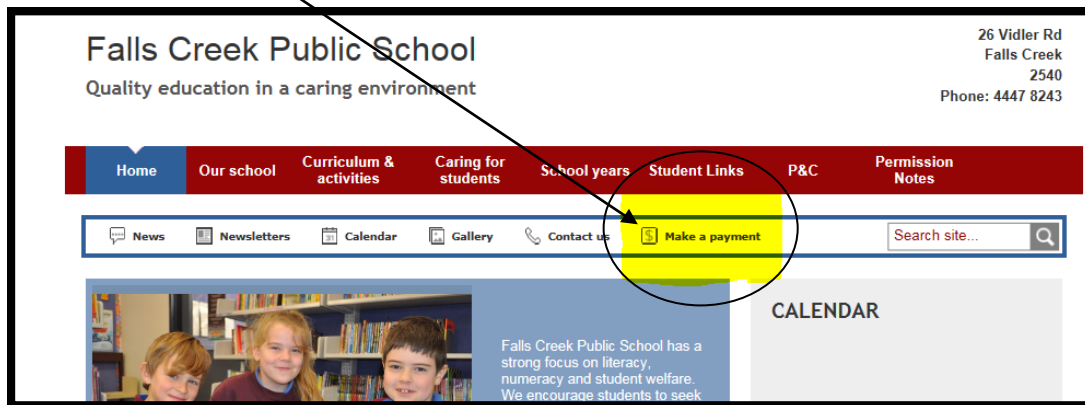 Falls Creek Public School
Quality education in a caring environment
26 Vidler Rd
Falls Creek
2540
Phone: 4447 8243
Home
Our school
Curriculum &
activities
Caring for
students
School years
Student Links
P&C
Permission
Notes
News
Newsletters
31
Calendar
Gallery
Contact us
$
Make a payment
Search site...
CALENDAR
Falls Creek Public School has a
strong focus on literacy,
numeracy and student welfare.
We encourage students to seek